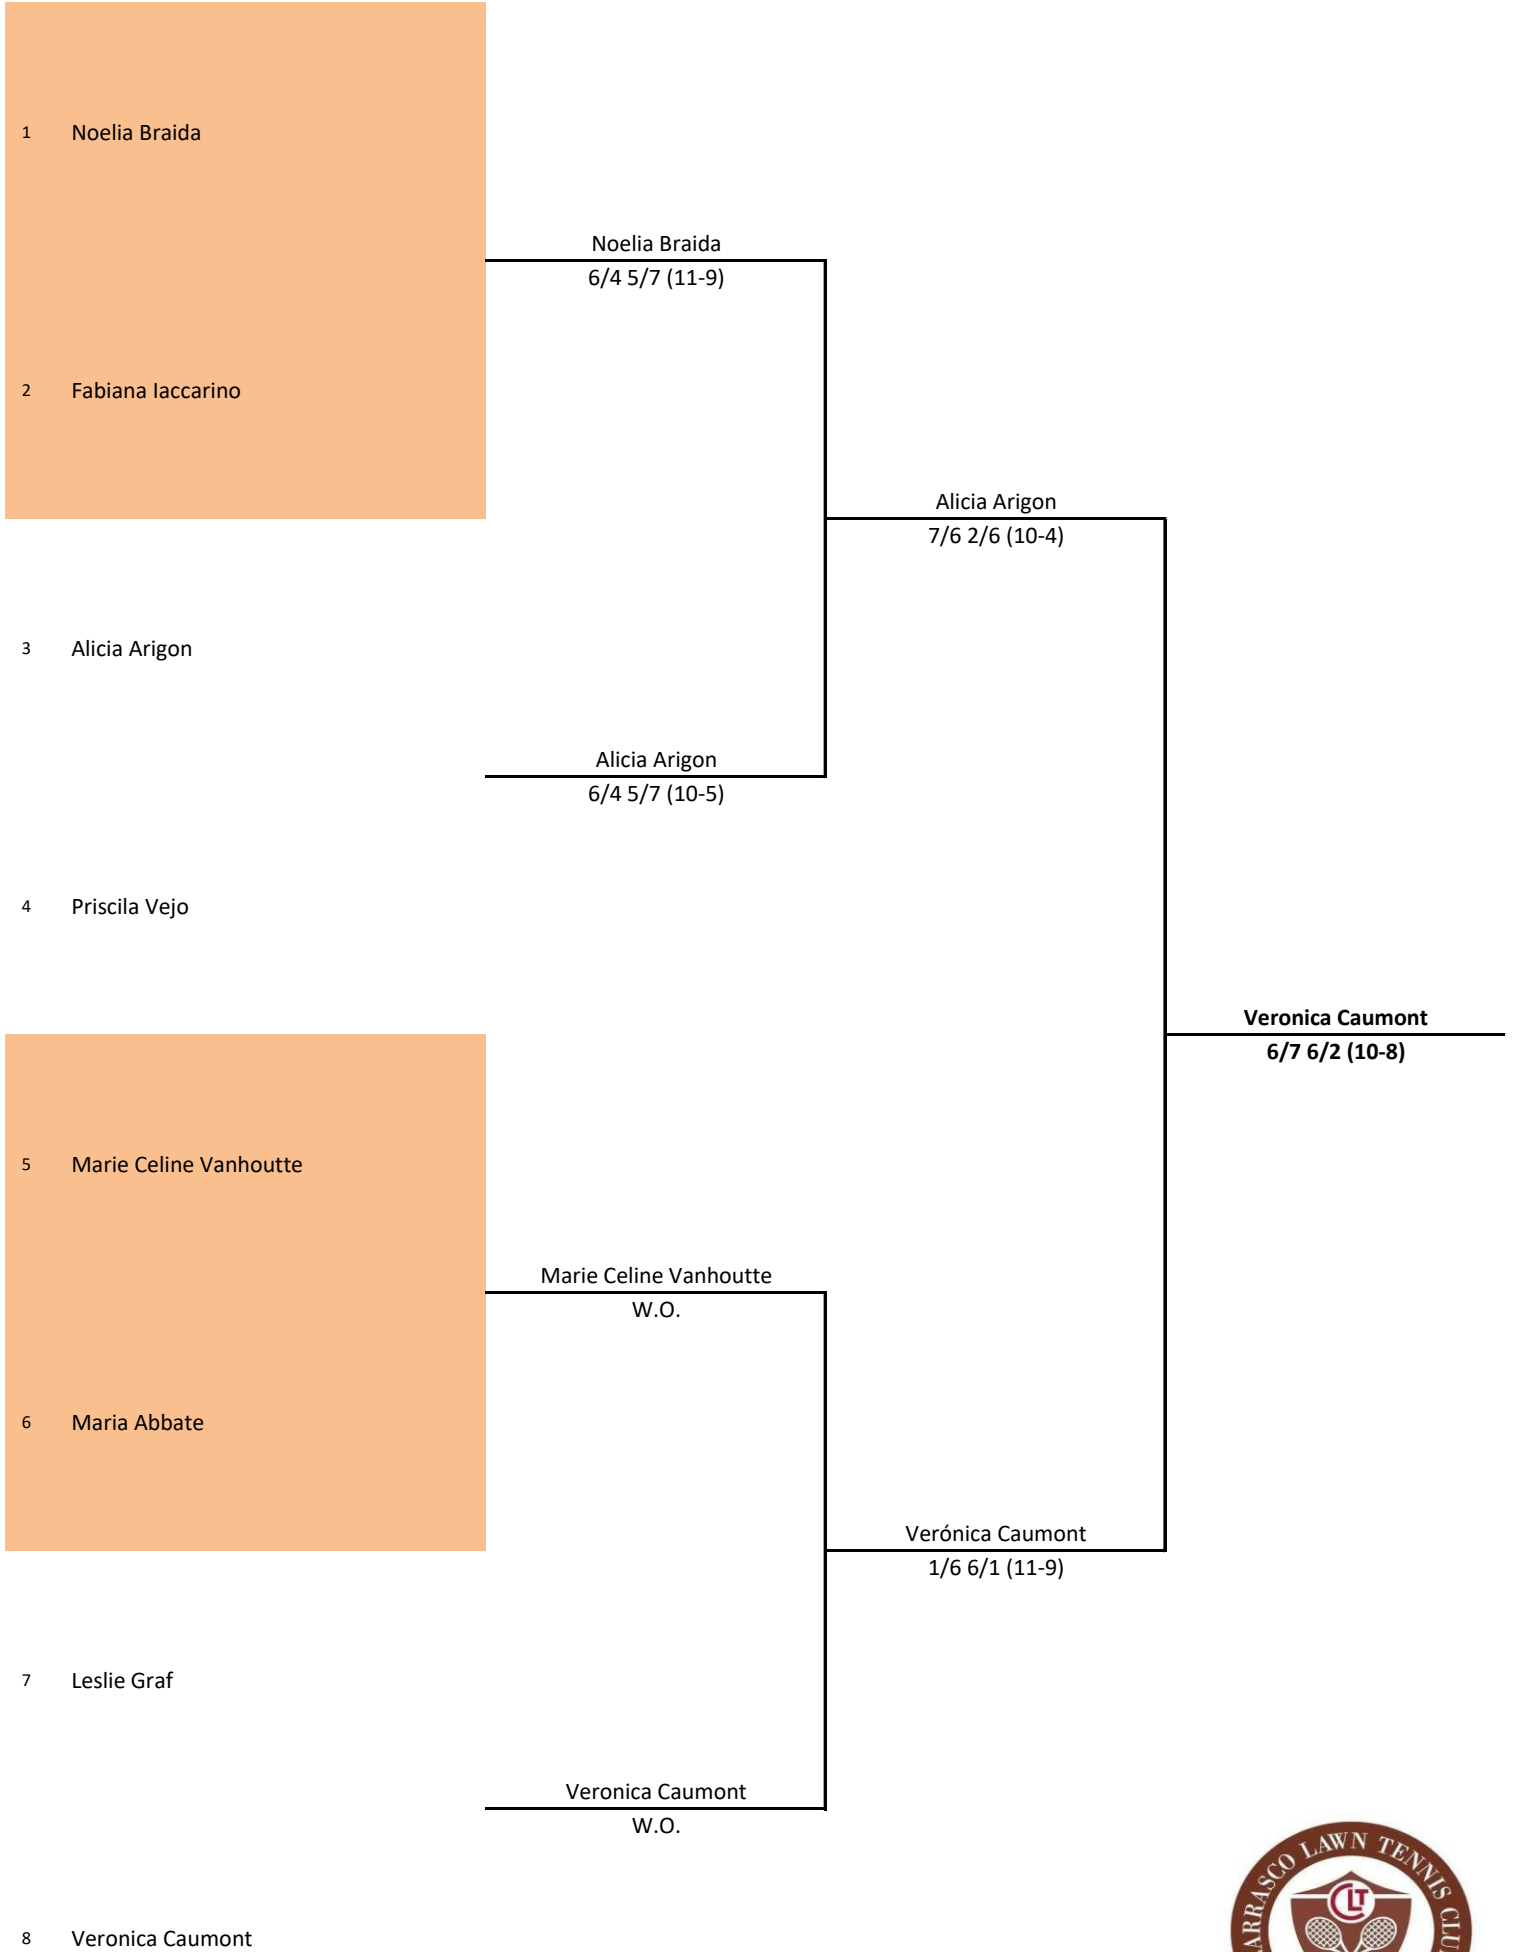 1 Noelia Braida
Noelia Braida
6/4 5/7 (11-9)
2 Fabiana Iaccarino
Alicia Arigon
7/6 2/6 (10-4)
3 Alicia Arigon
Alicia Arigon
6/4 5/7 (10-5)
4 Priscila Vejo
Veronica Caumont
6/7 6/2 (10-8)
5 Marie Celine Vanhoutte
Marie Celine Vanhoutte
W.O.
6 Maria Abbate
Verónica Caumont
1/6 6/1 (11-9)
7 Leslie Graf
Veronica Caumont
W.O.
ARRASCO LAWN TENNIS CLU
CLT
8 Veronica Caumont